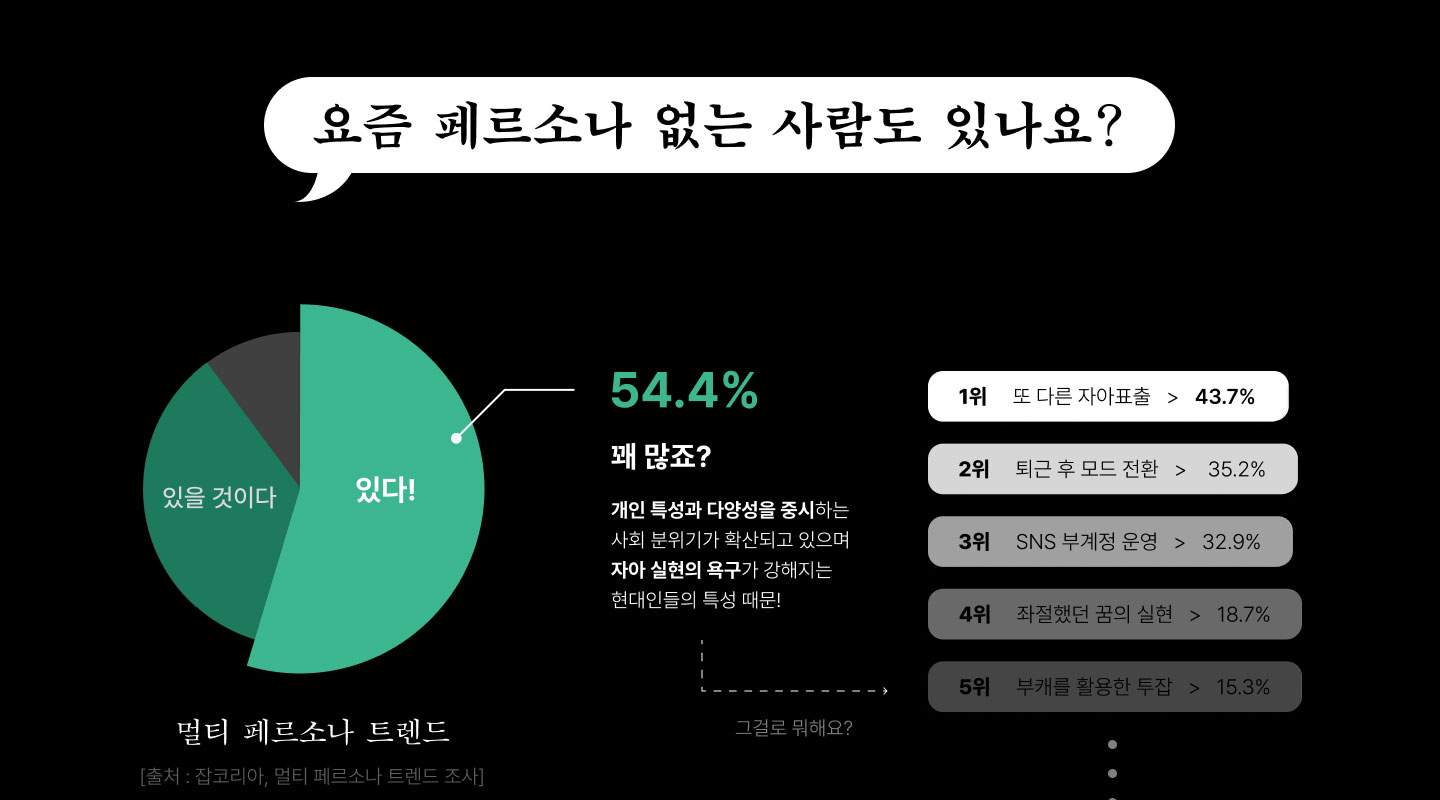 요즘 페르소나 없는 사람도 있나요?
있을 것이다
있다!
멀티 페르소나 트렌드
[출처 : 잡코리아, 멀티 페르소나 트렌드 조사]
54.4%
꽤 많죠?
개인 특성과 다양성을 중시하는
사회 분위기가 확산되고 있으며
자아 실현의 욕구가 강해지는
현대인들의 특성 때문!
그걸로 뭐해요?
1위 또 다른 자아표출 > 43.7%
2위 퇴근 후 모드 전환 > 35.2%
3위 SNS 부계정 운영 > 32.9%
4위 좌절했던 꿈의 실현 > 18.7%
5위 부캐를 활용한 투잡 > 15.3%